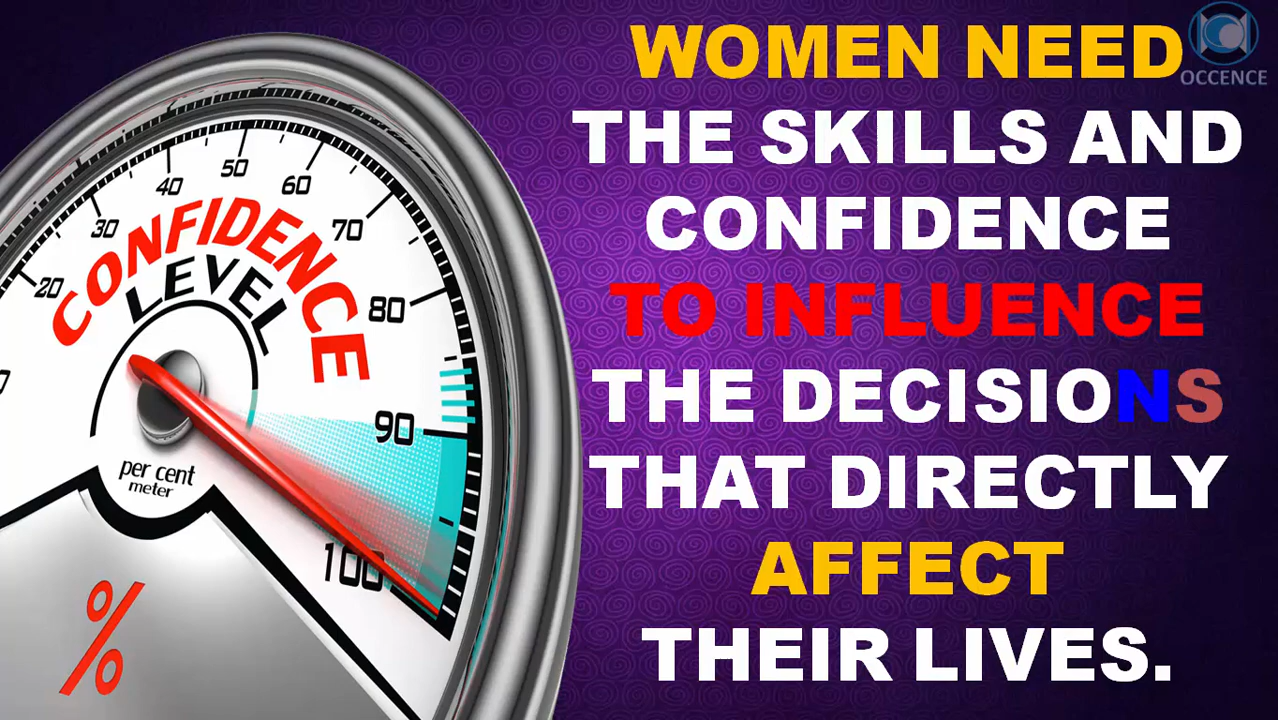 WOMEN NEED
THE SKILLS AND
CONFIDENCE
TO INFLUENCE
THE DECISIONS
THAT DIRECTLY
AFFECT
THEIR LIVES.
OCCENCE
20
30
40
50
60
70
80
90
100
CONFIDENCE
LEVEL
per cent
meter
%